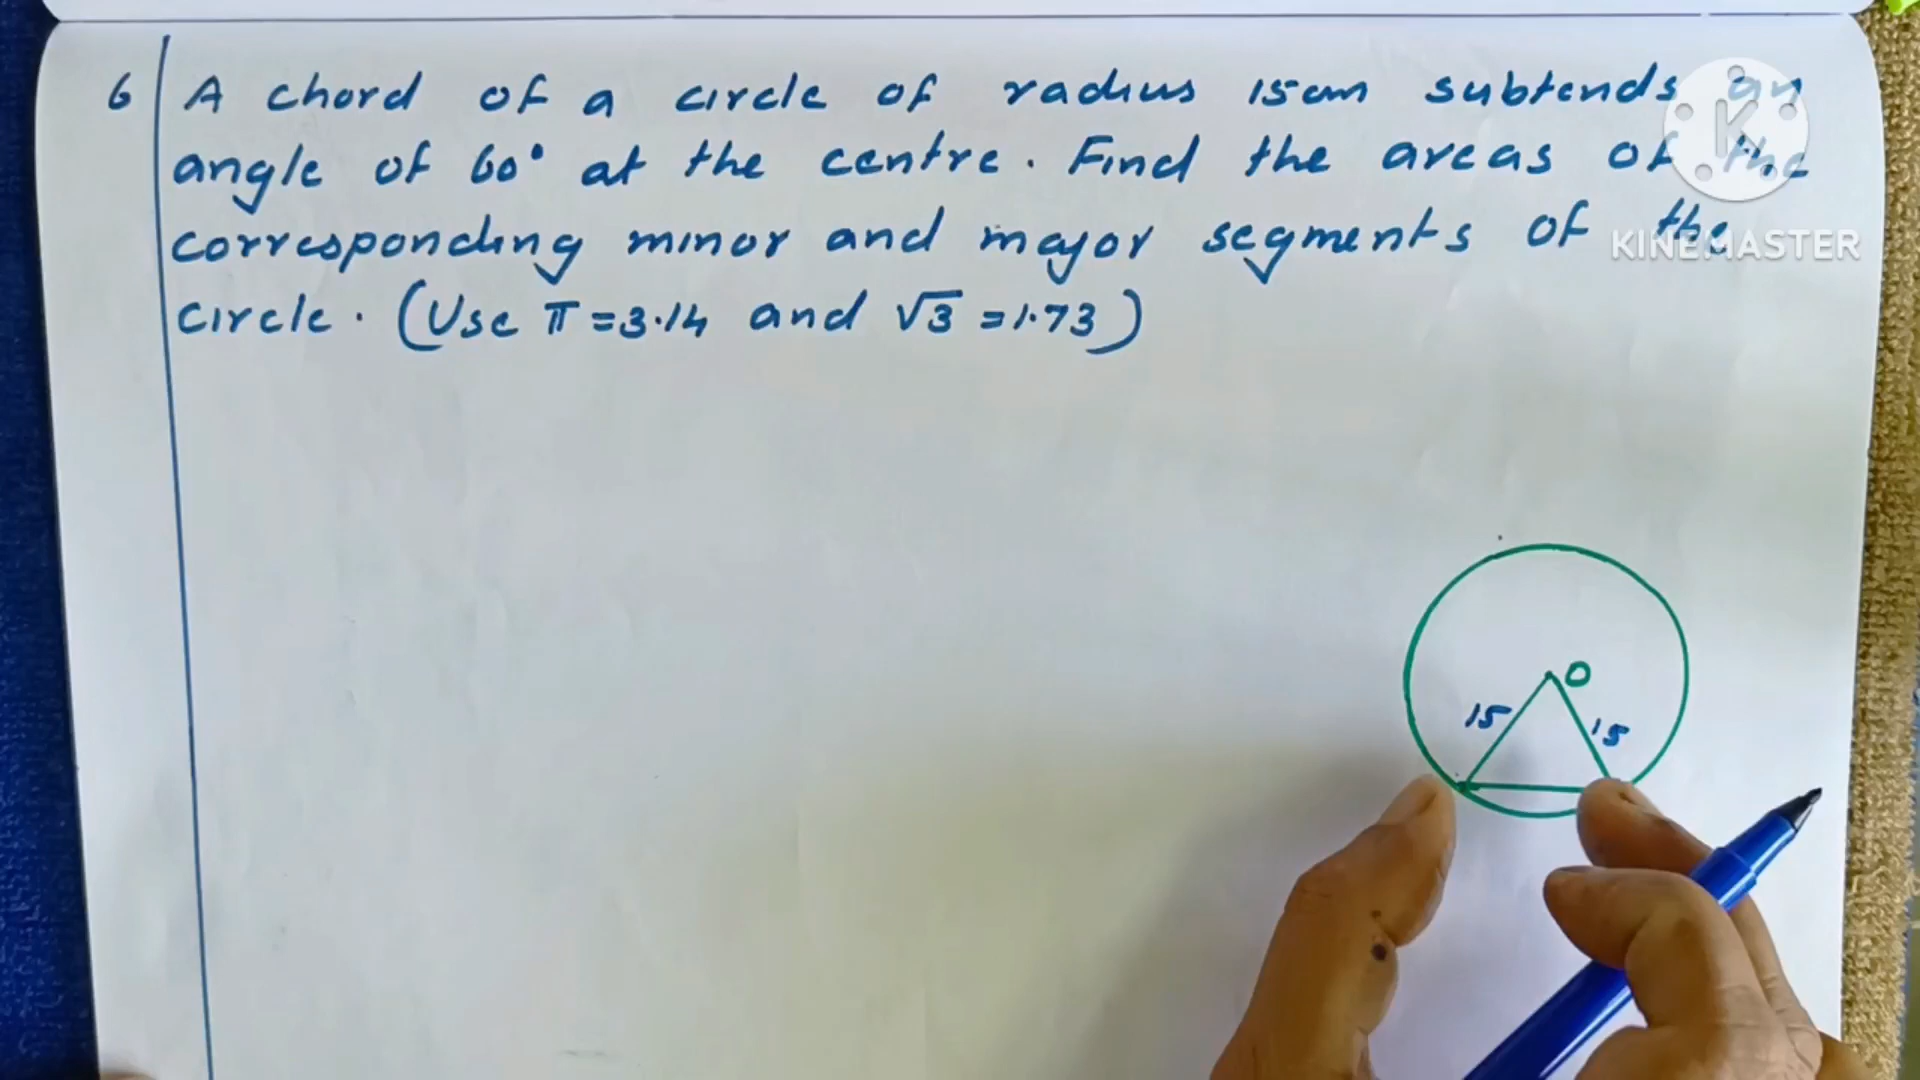 6 A chord of a circle of radius 15cm subtends an
angle of 60° at the centre. Find the areas of the
corresponding minor and major segments of the
circle. (Use π=3.14 and √3=1.73)
K
KINEMASTER
O
15 15